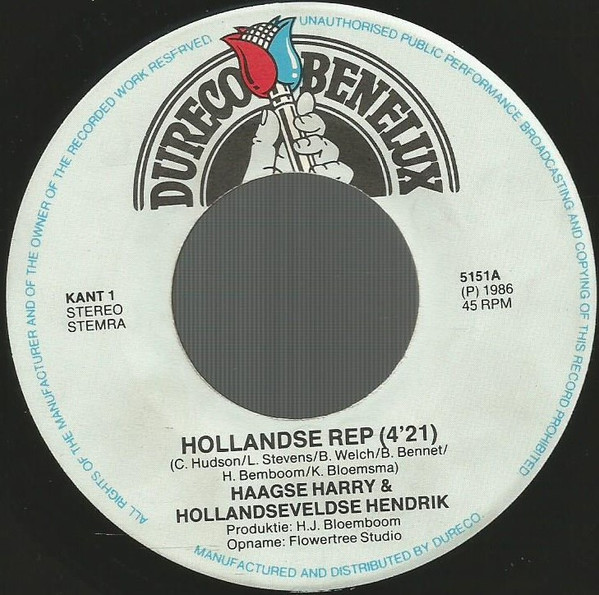 ALL RIGHTS OF THE MANUFACTURER AND OF THE OWNER OF THE RECORDED WORK RESERVED. UNAUTHORISED PUBLIC PERFORMANCE, BROADCASTING AND COPYING OF THIS RECORD PROHIBITED
DURECO BENELUX
KANT 1
STEREO
STEMRA
5151A
(P) 1986
45 RPM
HOLLANDSE REP (4'21)
(C. Hudson/L. Stevens/B. Welch/B. Bennet/
H. Bemboom/K. Bloemsma)
HAAGSE HARRY &
HOLLANDSEVELDSE HENDRIK
Produktie: H.J. Bloemboom
Opname: Flowertree Studio
MANUFACTURED AND DISTRIBUTED BY DURECO.